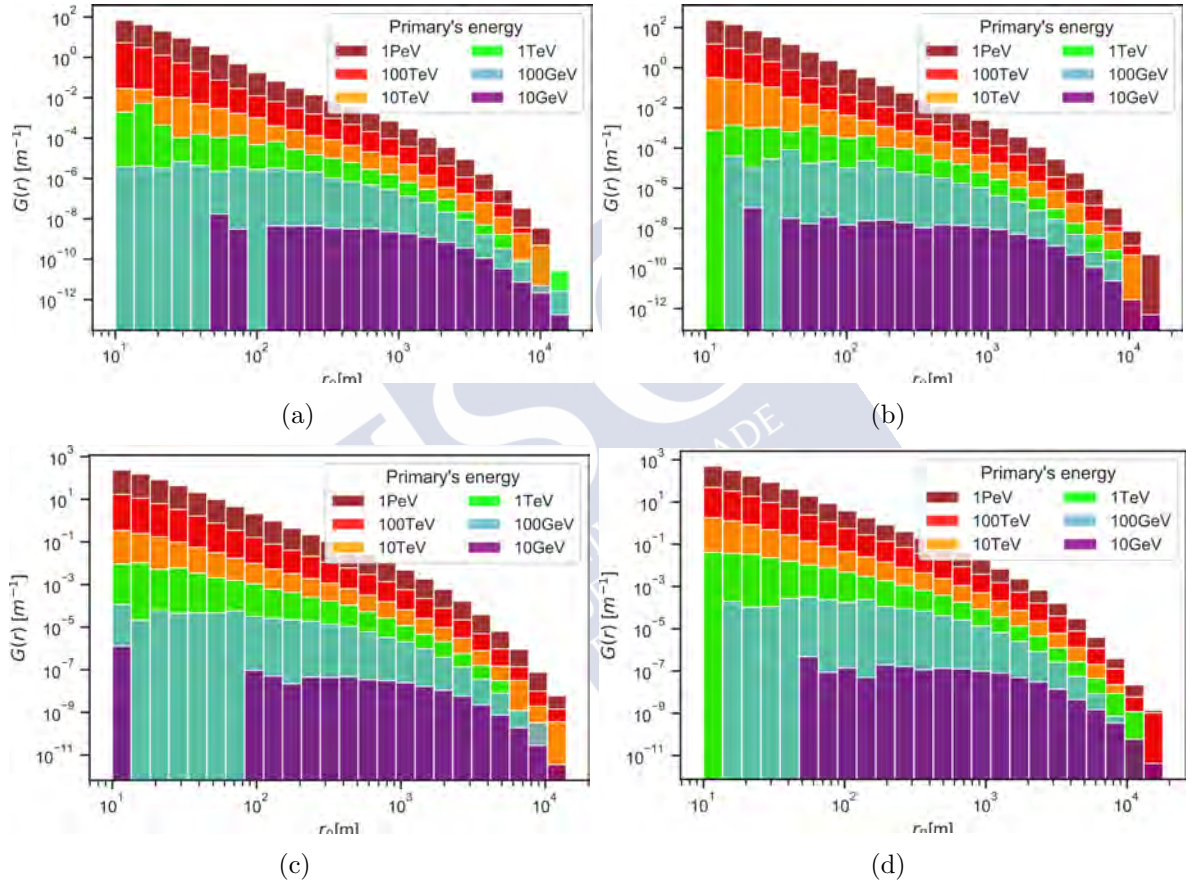 10² 10⁰ 10⁻² 10⁻⁴ 10⁻⁶ 10⁻⁸ 10⁻¹⁰ 10⁻¹²
G(r) [m⁻¹]
Primary's energy
1PeV 1TeV
100TeV 100GeV
10TeV 10GeV
10¹ 10² 10³ 10⁴
(a)
10² 10⁰ 10⁻² 10⁻⁴ 10⁻⁶ 10⁻⁸ 10⁻¹⁰ 10⁻¹²
G(r) [m⁻¹]
Primary's energy
1PeV 1TeV
100TeV 100GeV
10TeV 10GeV
10¹ 10² 10³ 10⁴
(b)
10³ 10¹ 10⁻¹ 10⁻³ 10⁻⁵ 10⁻⁷ 10⁻⁹ 10⁻¹¹
G(r) [m⁻¹]
Primary's energy
1PeV 1TeV
100TeV 100GeV
10TeV 10GeV
10¹ 10² 10³ 10⁴
(c)
10³ 10¹ 10⁻¹ 10⁻³ 10⁻⁵ 10⁻⁷ 10⁻⁹ 10⁻¹¹
G(r) [m⁻¹]
Primary's energy
1PeV 1TeV
100TeV 100GeV
10TeV 10GeV
10¹ 10² 10³ 10⁴
(d)